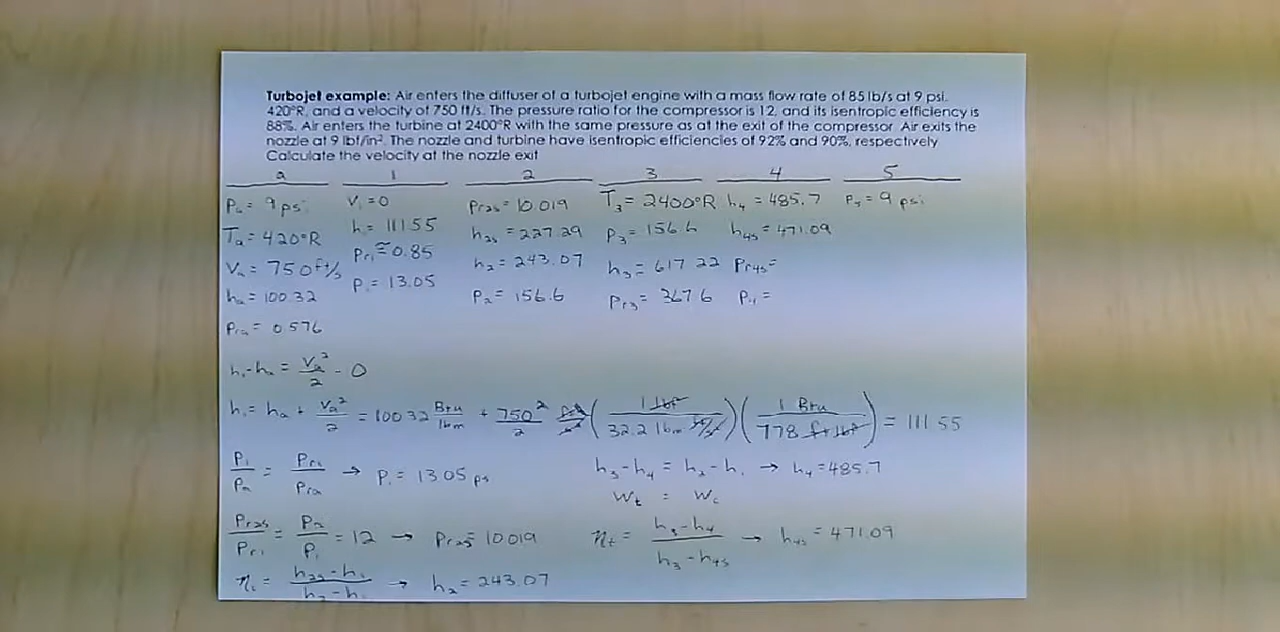 Turbojet example: Air enters the diffuser of a turbojet engine with a mass flow rate of 85 lb/s at 9 psi,
420°R, and a velocity of 750 ft/s. The pressure ratio for the compressor is 12, and its isentropic efficiency is
88%. Air enters the turbine at 2400°R with the same pressure as at the exit of the compressor. Air exits the
nozzle at 9 lbf/in². The nozzle and turbine have isentropic efficiencies of 92% and 90%, respectively
Calculate the velocity at the nozzle exit
a 1 2 3 4 5
Pa = 9 psi V1 = 0 Pr2s = 10.019 T3 = 2400°R h4 = 485.7 P5 = 9 psi
Ta = 420°R h1 = 111.55 h2s = 227.29 P3 = 156.6 h4s = 471.09
Va = 750 ft/s Pr1 ≅ 0.85 h2 = 243.07 h3 = 617.22 Pr4s =
ha = 100.32 P1 = 13.05 P2 = 156.6 Pr3 = 367.6 P4 =
Pra = 0.576
h1 - ha = Va²/2 - 0
h1 = ha + Va²/2 = 100.32 Btu/lbm + 750²/2 ft²/s² (1 lbf/32.2 lbm ft/s²)(1 Btu/778 ft lbf) = 111.55
P1/Pa = Pr1/Pra → P1 = 13.05 psi h3 - h4 = h2 - h1 → h4 = 485.7
Wt = Wc
Pr2s/Pr1 = P2/P1 = 12 → Pr2s = 10.019 ηt = h3 - h4/h3 - h4s → h4s = 471.09
ηc = h2s - h1/h2 - h1 → h2 = 243.07